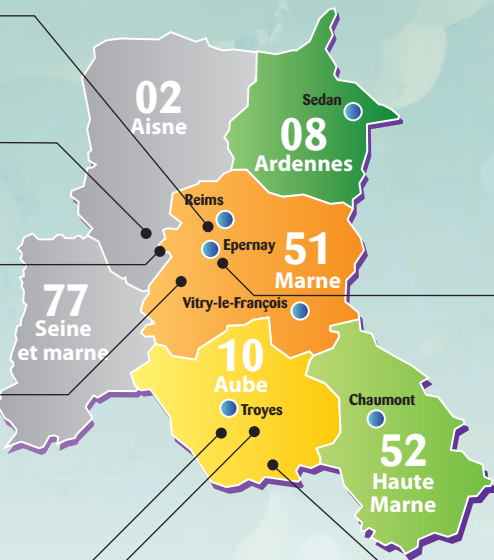 02
Aisne
Sedan
08
Ardennes
Reims
Epernay
51
Marne
Vitry-le-François
77
Seine
et marne
10
Aube
Troyes
Chaumont
52
Haute
Marne